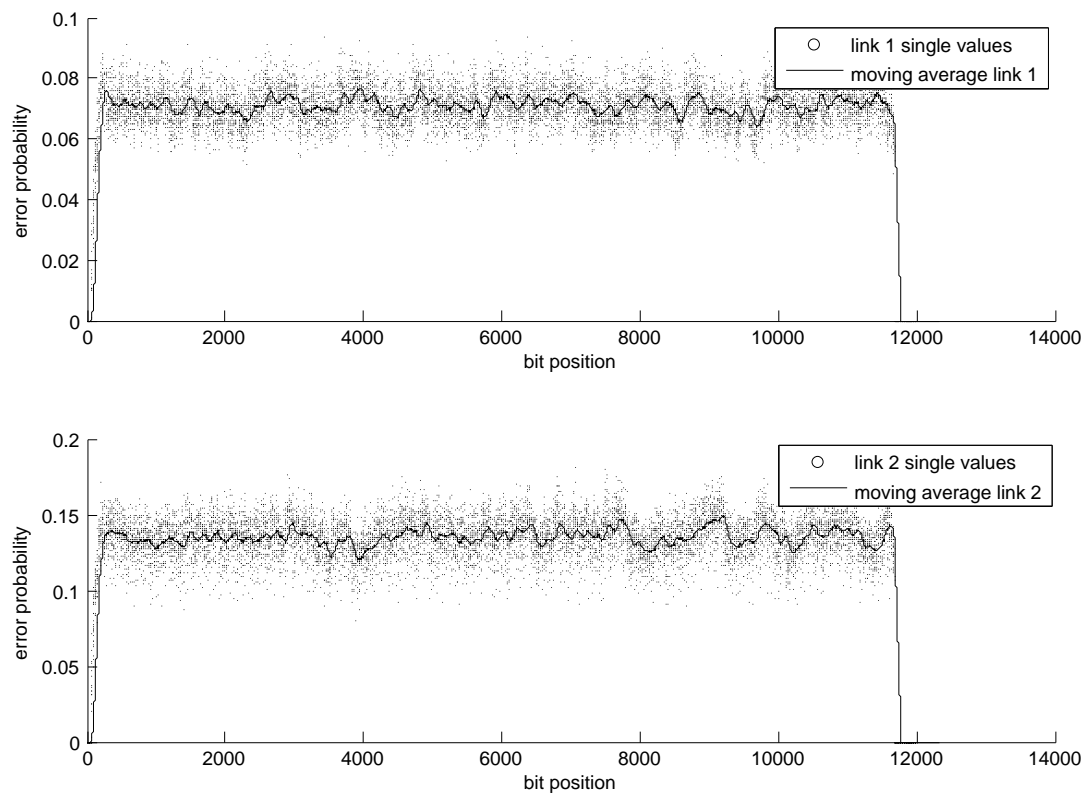 0.1
0.08
0.06
0.04
0.02
0
error probability
link 1 single values
moving average link 1
0 2000 4000 6000 8000 10000 12000 14000
bit position
0.2
0.15
0.1
0.05
0
error probability
link 2 single values
moving average link 2
0 2000 4000 6000 8000 10000 12000 14000
bit position